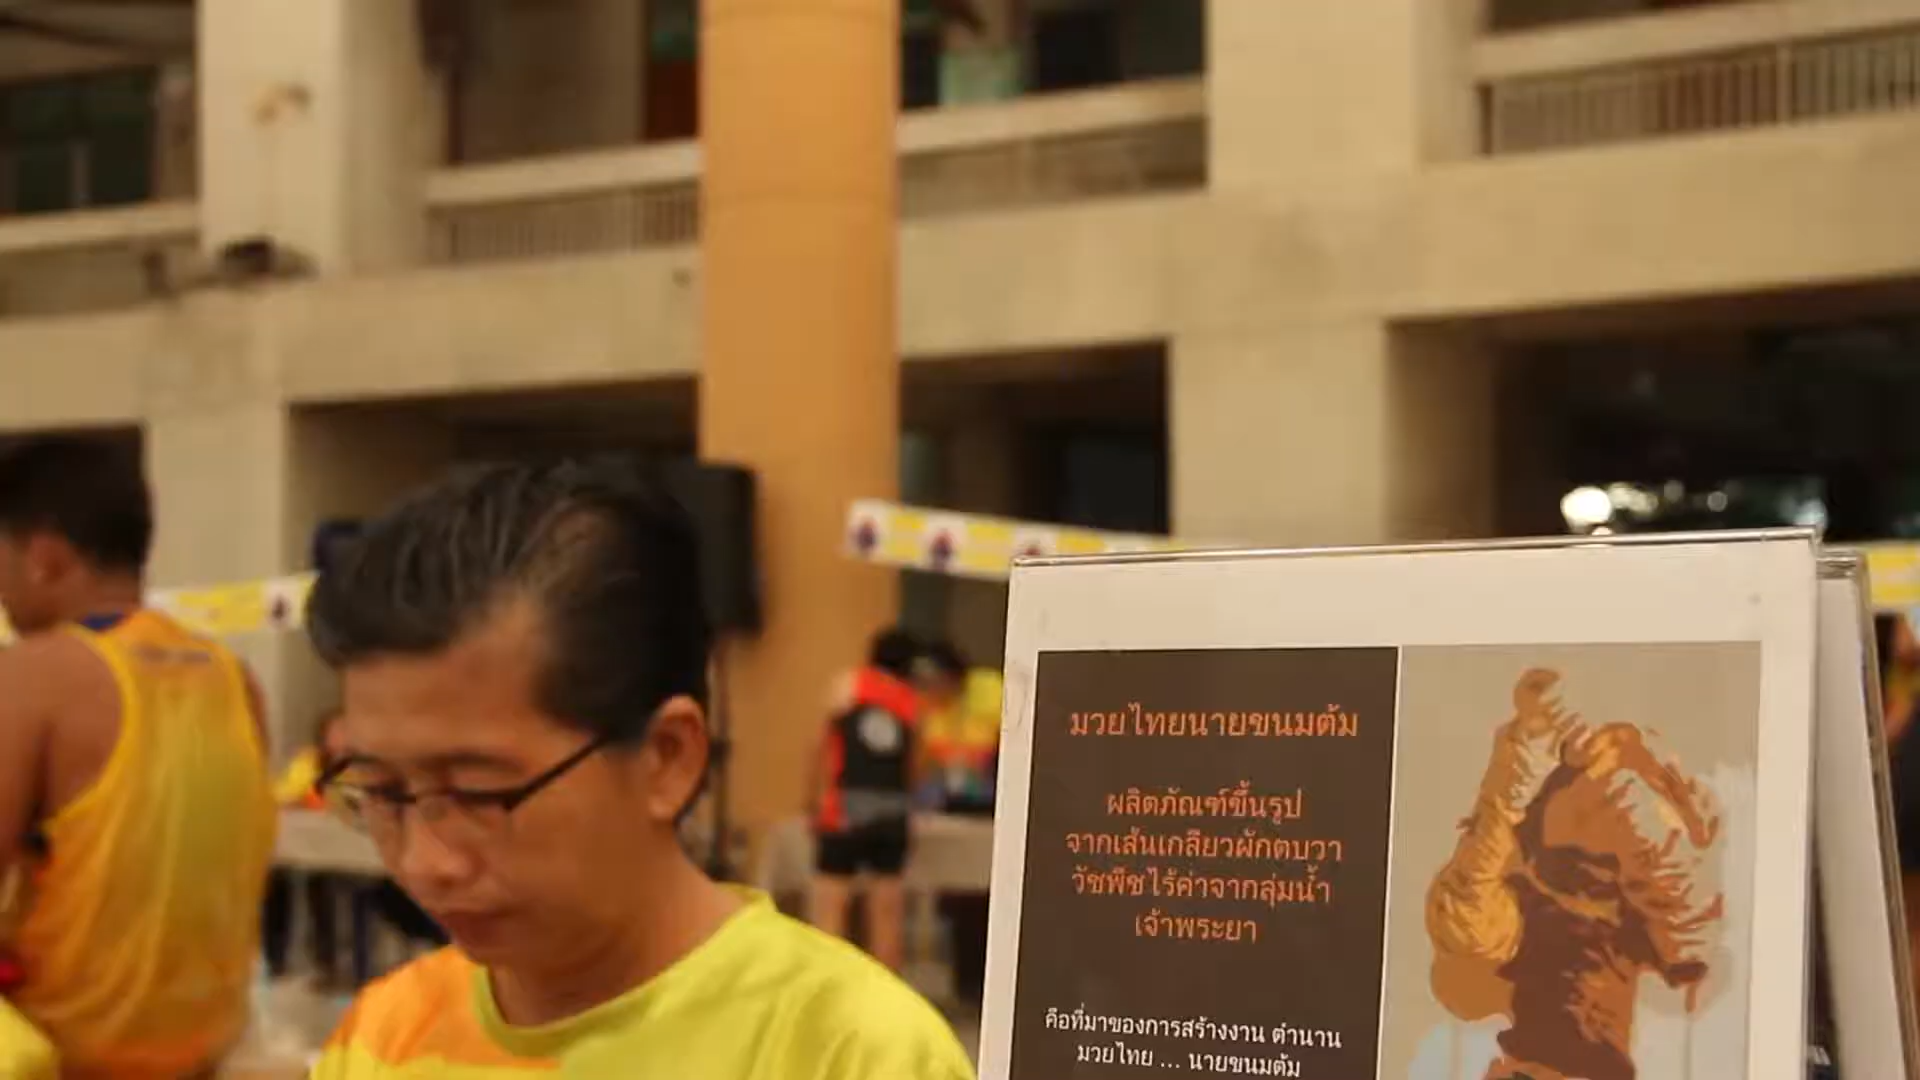 มวยไทยนายขนมต้ม
ผลิตภัณฑ์ขึ้นรูป
จากเส้นเกลียวผักตบวา
วัชพืชไร้ค่าจากลุ่มน้ำ
เจ้าพระยา
คือที่มาของการสร้างงาน ตำนาน
มวยไทย ... นายขนมต้ม